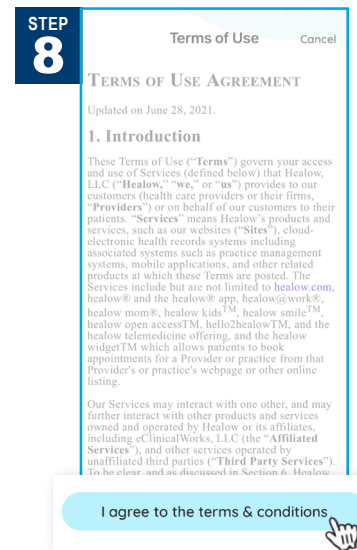 STEP
8
Terms of Use Cancel
TERMS OF USE AGREEMENT
Updated on June 28, 2021.
1. Introduction
These Terms of Use (“Terms”) govern your access
and use of Services (defined below) that Healow,
LLC (“Healow,” “we,” or “us”) provides to our
customers (health care providers or their firms,
“Providers”) or on behalf of our customers to their
patients. “Services” means Healow’s products and
services, such as our websites (“Sites”), cloud-
electronic health records systems including
associated systems such as practice management
systems, mobile applications, and other related
products at which these Terms are posted. The
Services include but are not limited to healow.com,
healow® and the healow® app, healow@work®,
healow mom®, healow kidsTM, healow smileTM,
healow open accessTM, hello2healowTM, and the
healow telemedicine offering, and the healow
widgetTM which allows patients to book
appointments for a Provider or practice from that
Provider's or practice's webpage or other online
listing.
Our Services may interact with one other, and may
further interact with other products and services
owned and operated by Healow or its affiliates,
including eClinicalWorks, LLC (the “Affiliated
Services”), and other services operated by
unaffiliated third parties (“Third Party Services”).
To be clear, and as discussed in Section 6, Healow
I agree to the terms & conditions